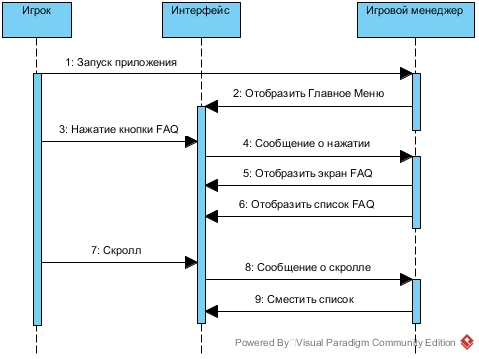 Игрок
Интерфейс
Игровой менеджер
1: Запуск приложения
2: Отобразить Главное Меню
3: Нажатие кнопки FAQ
4: Сообщение о нажатии
5: Отобразить экран FAQ
6: Отобразить список FAQ
7: Скролл
8: Сообщение о скролле
9: Сместить список
Powered By Visual Paradigm Community Edition